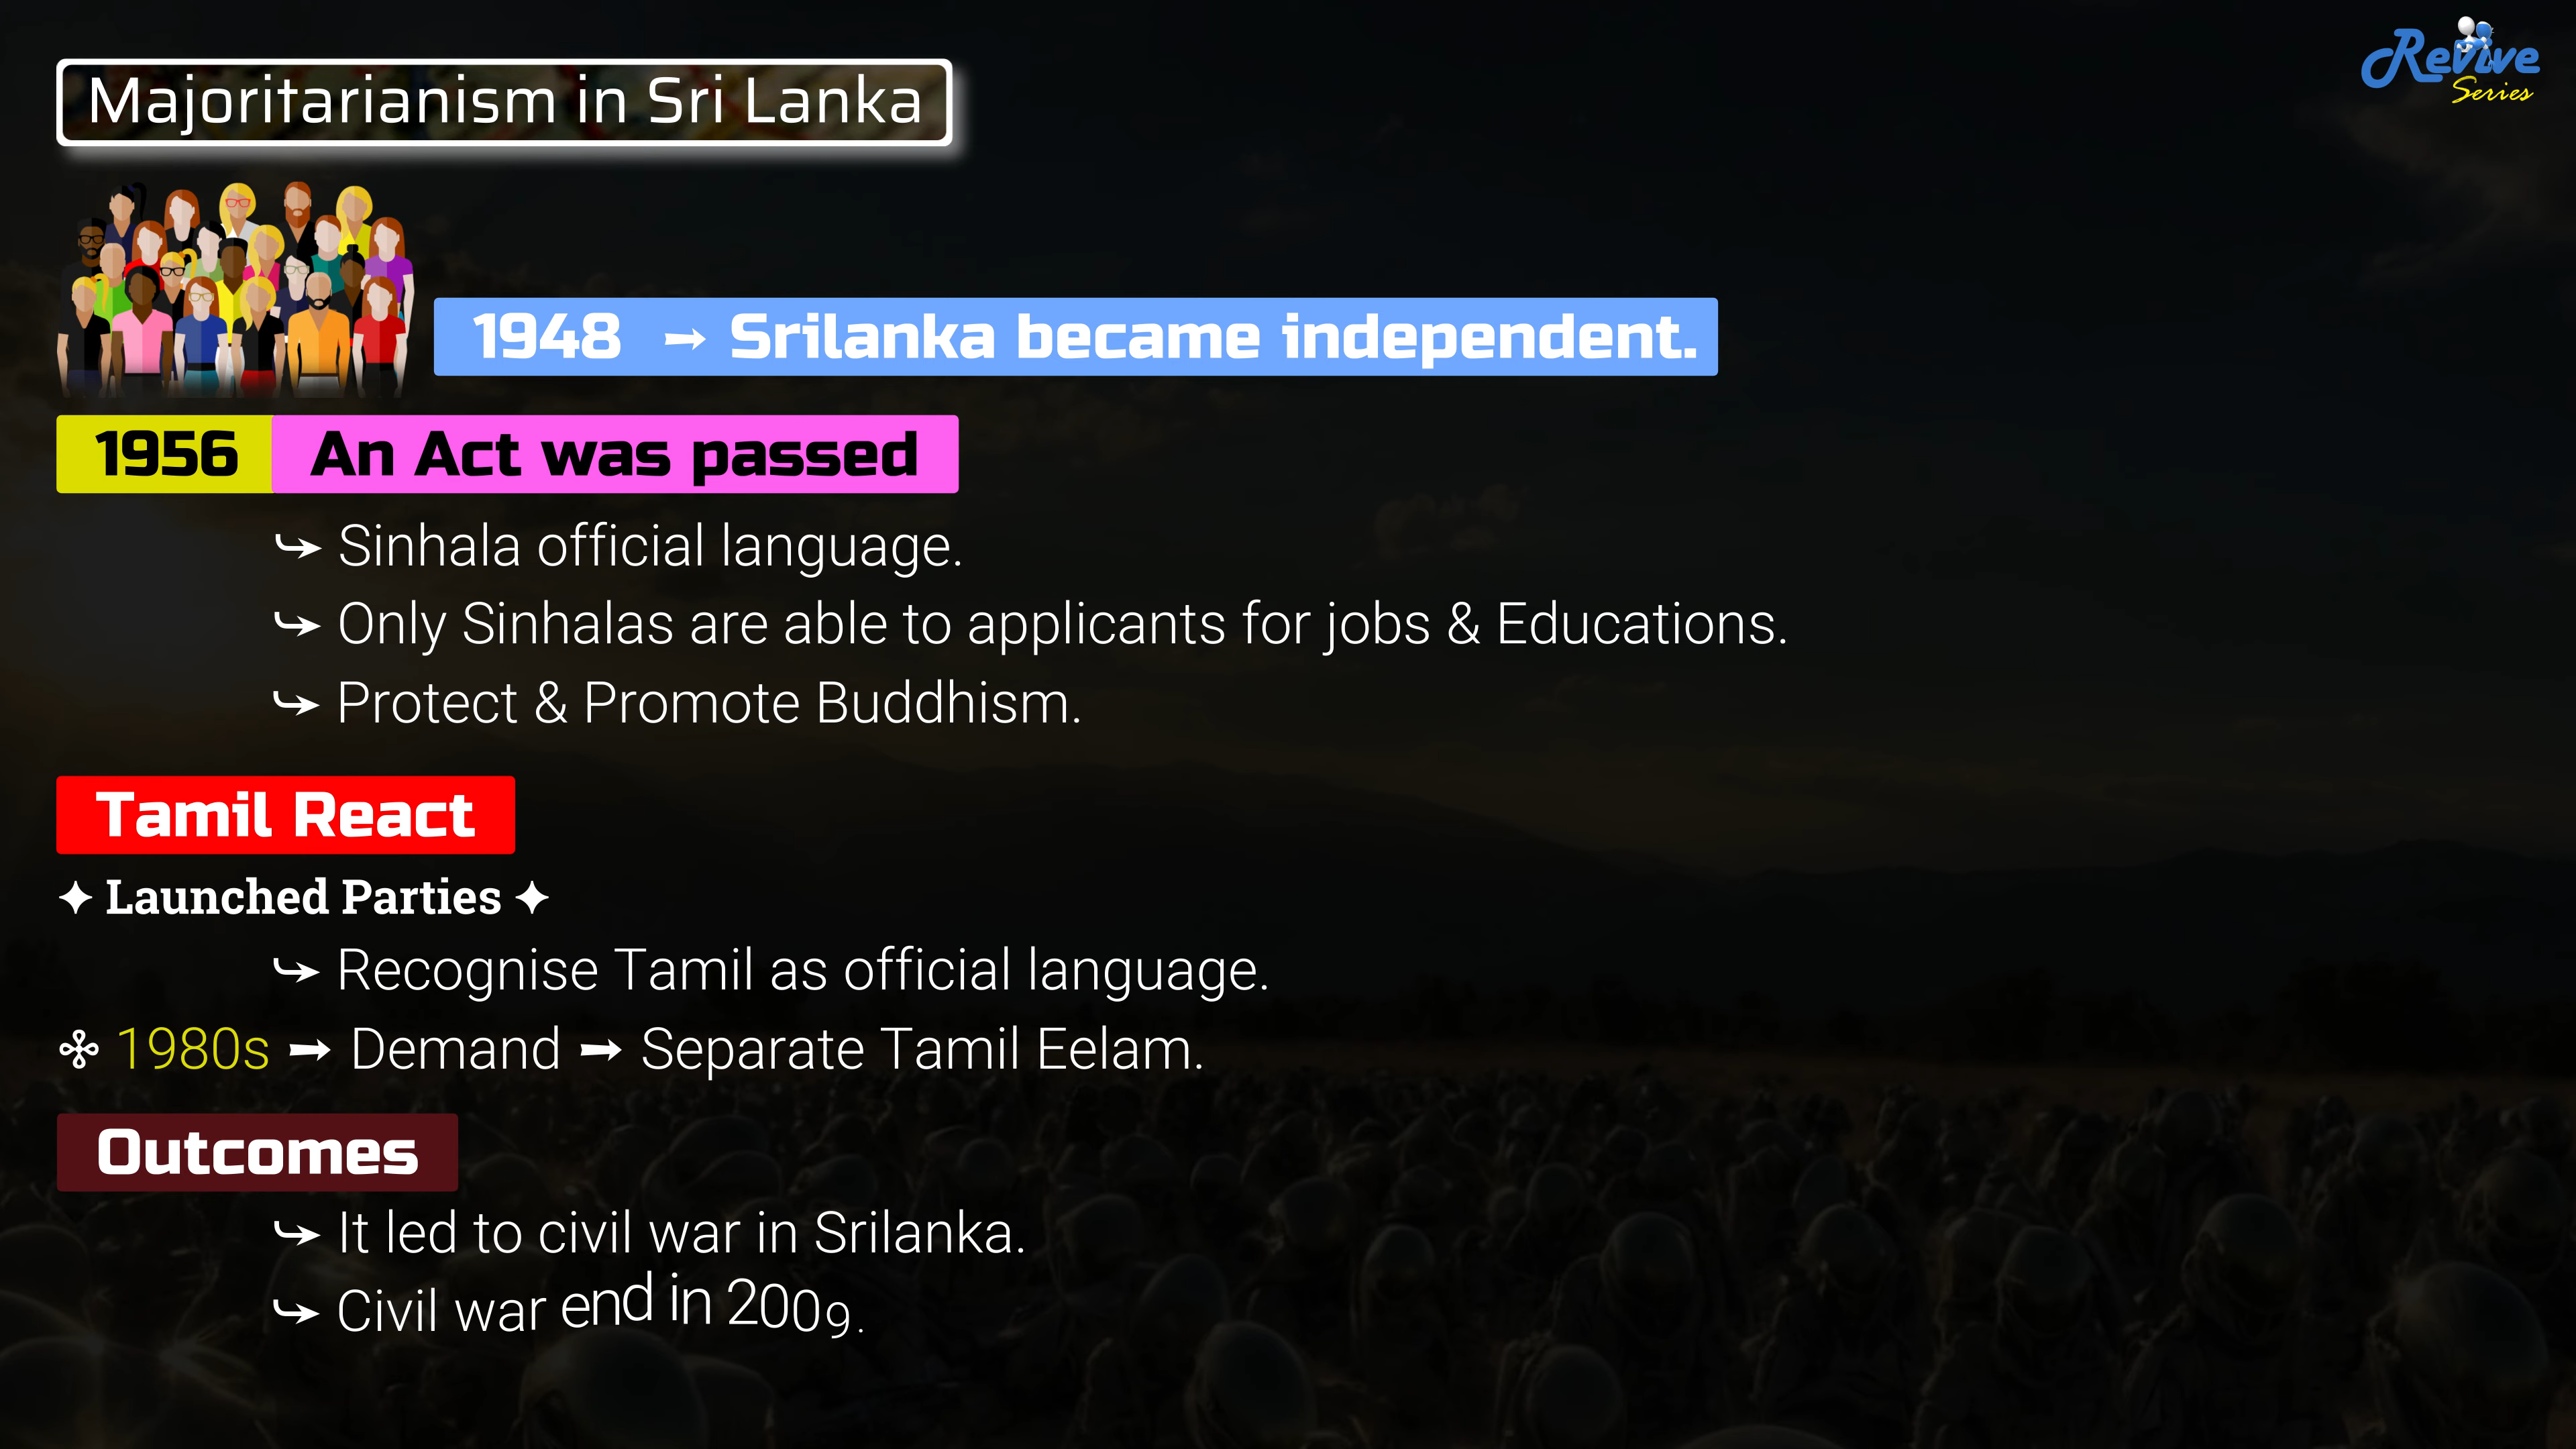 Revive
Series
Majoritarianism in Sri Lanka
1948 ➙ Srilanka became independent.
1956 An Act was passed
⤷ Sinhala official language.
⤷ Only Sinhalas are able to applicants for jobs & Educations.
⤷ Protect & Promote Buddhism.
Tamil React
✦ Launched Parties ✦
⤷ Recognise Tamil as official language.
✤ 1980s ➞ Demand ➞ Separate Tamil Eelam.
Outcomes
⤷ It led to civil war in Srilanka.
⤷ Civil war end in 2009.